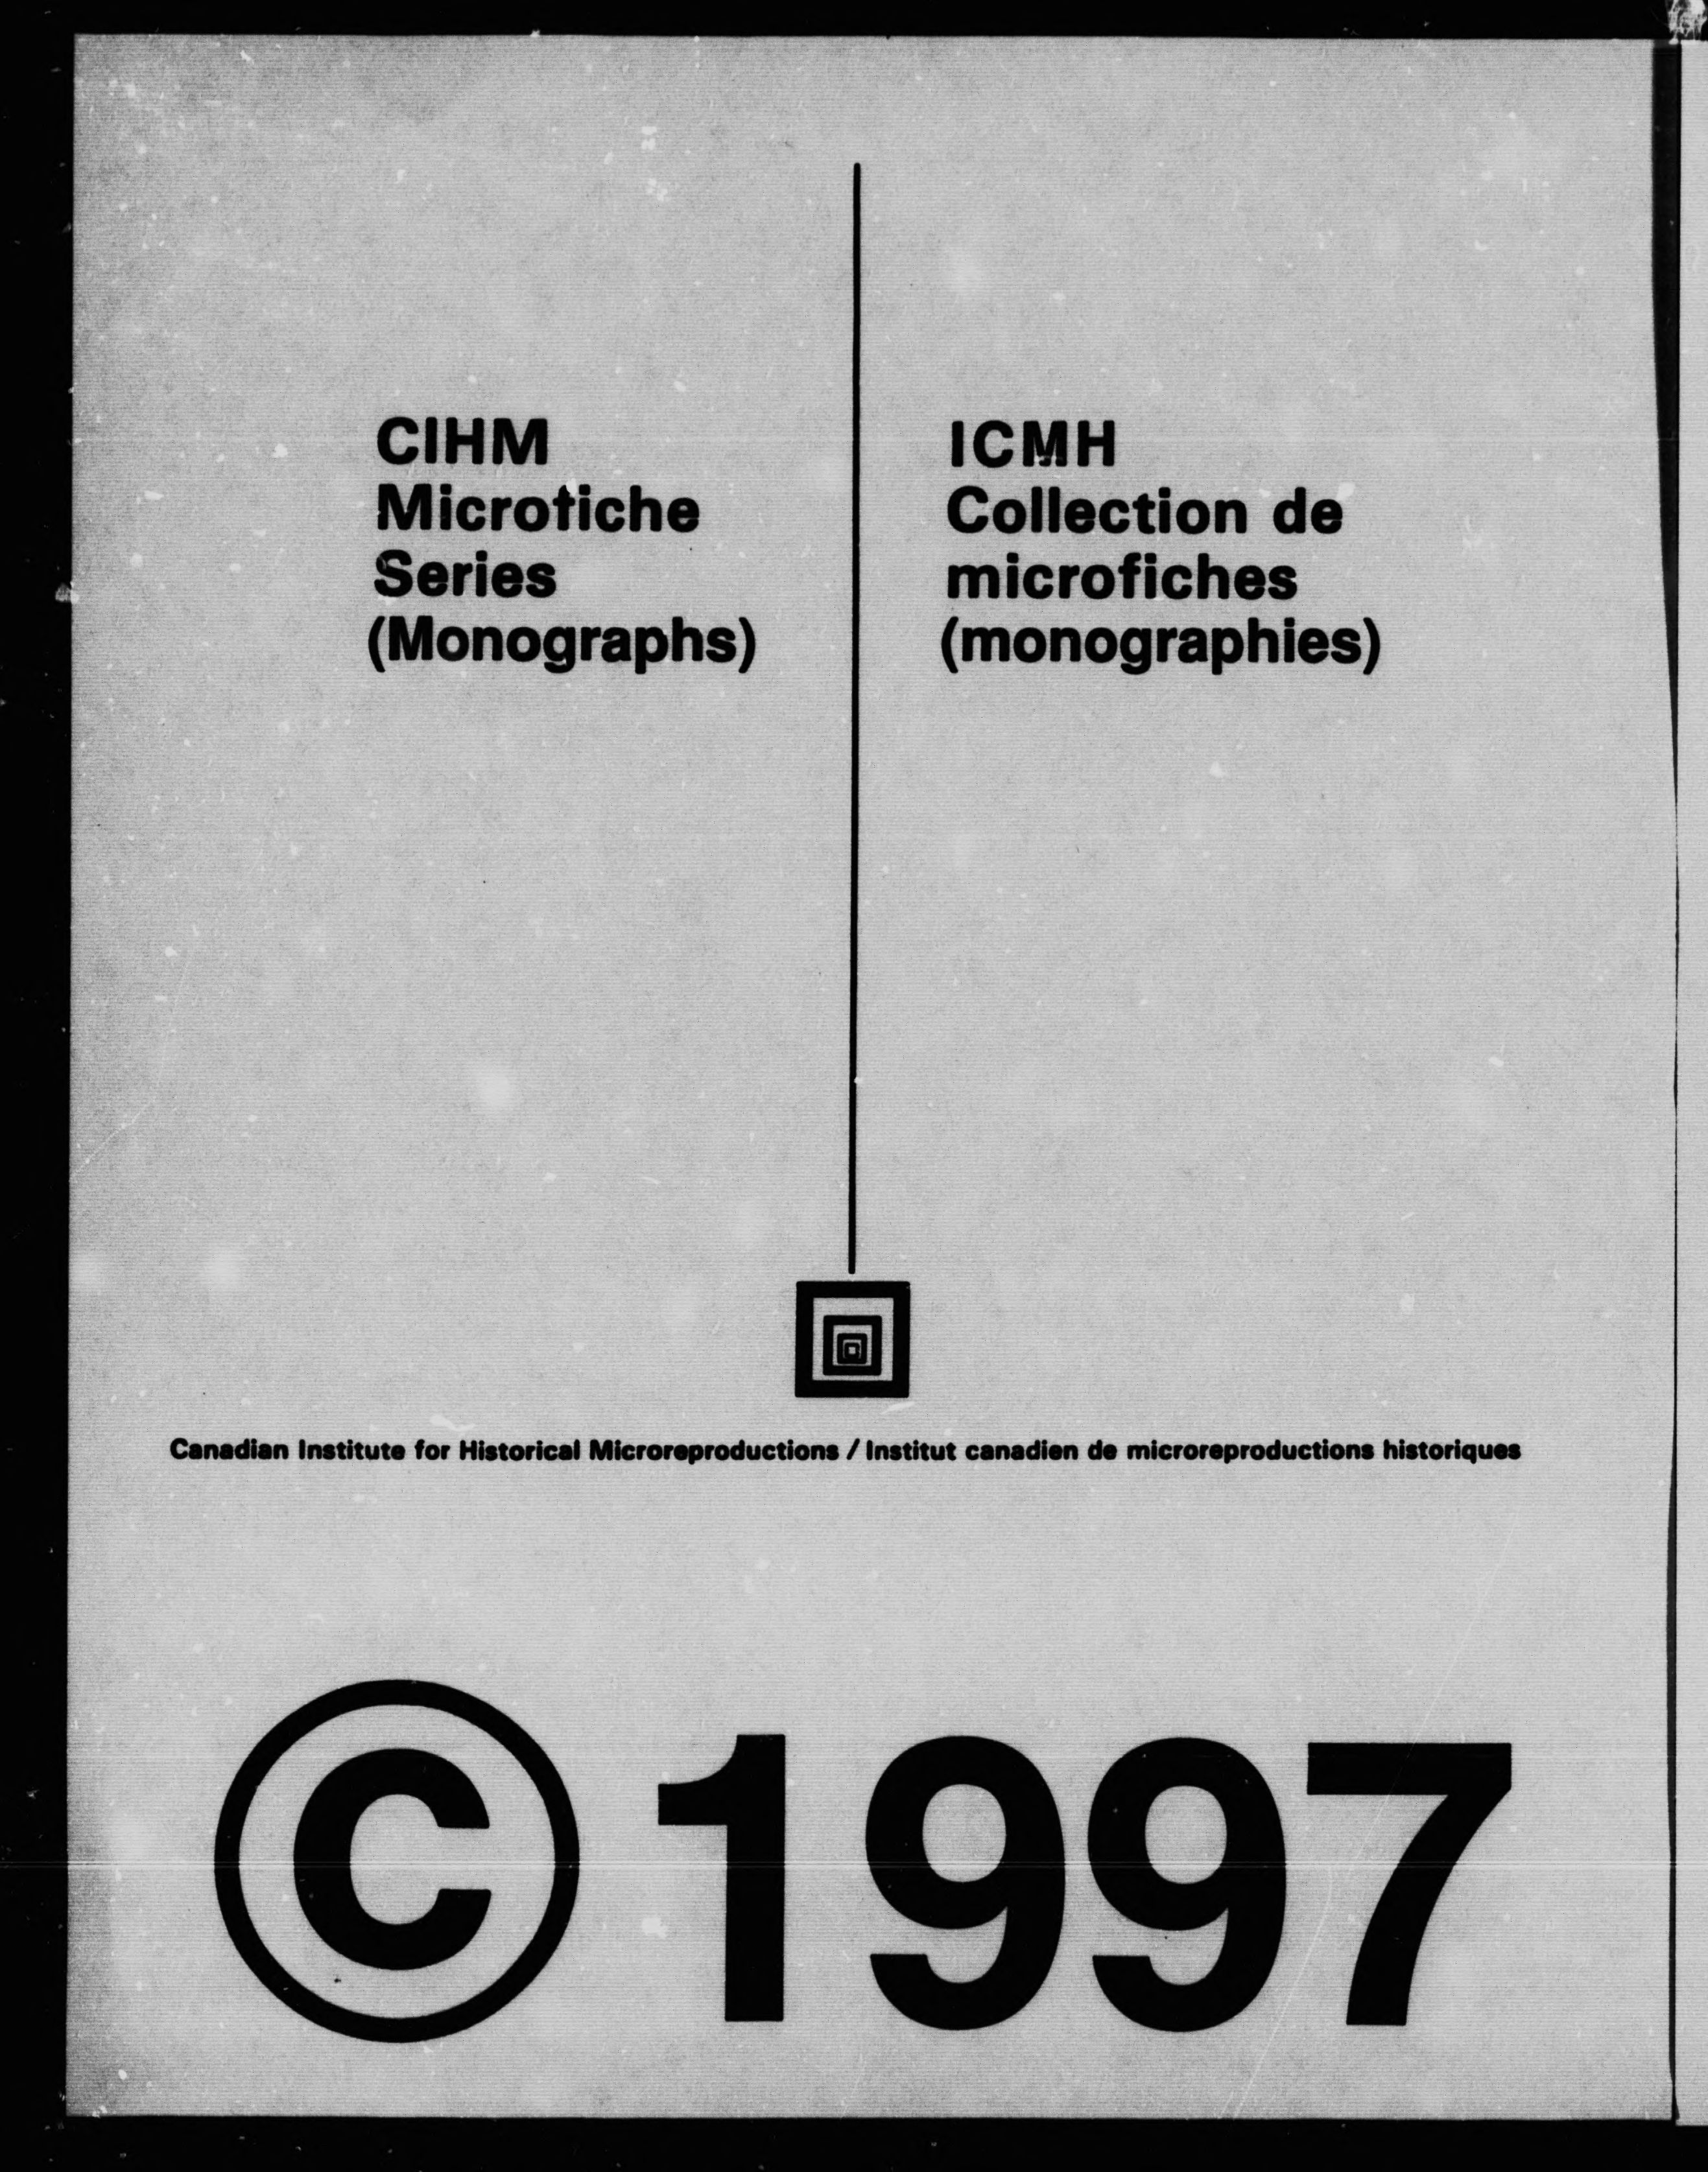 CIHM
Microfiche
Series
(Monographs)
ICMH
Collection de
microfiches
(monographies)
Canadian Institute for Historical Microreproductions / Institut canadien de microreproductions historiques
© 1997